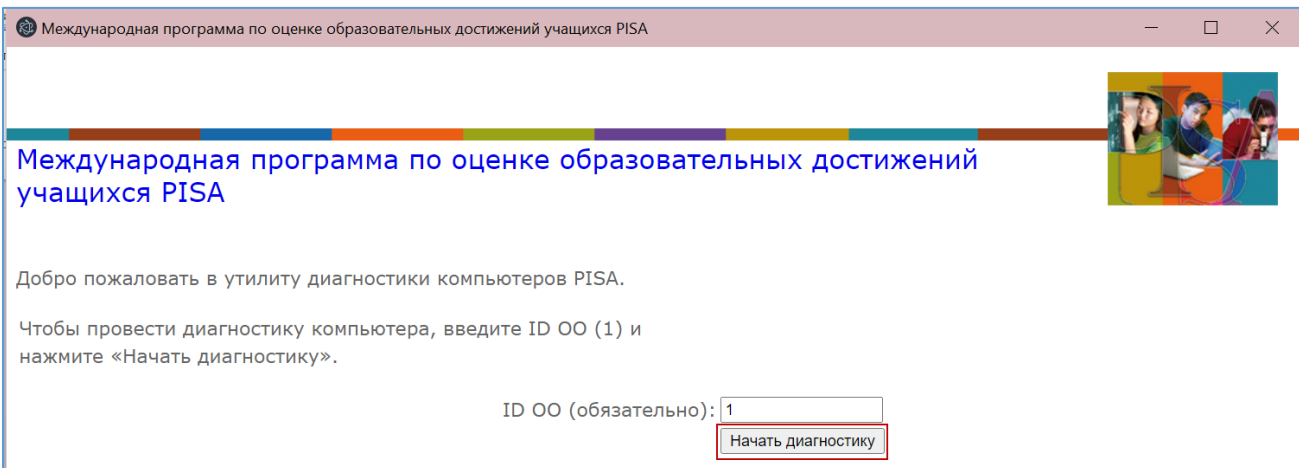 Международная программа по оценке образовательных достижений учащихся PISA
Международная программа по оценке образовательных достижений
учащихся PISA
Добро пожаловать в утилиту диагностики компьютеров PISA.
Чтобы провести диагностику компьютера, введите ID ОО (1) и
нажмите «Начать диагностику».
ID ОО (обязательно): 1
Начать диагностику